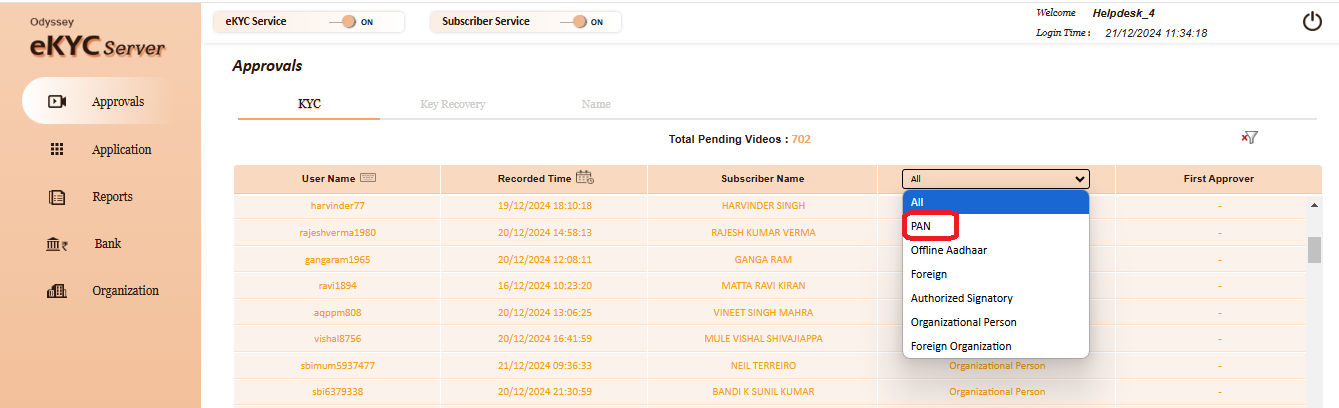 Odyssey
eKYC Server
eKYC Service ON
Subscriber Service ON
Welcome Helpdesk_4
Login Time : 21/12/2024 11:34:18
Approvals
Application
Reports
Bank
Organization
Approvals
KYC Key Recovery Name
Total Pending Videos : 702
User Name Recorded Time Subscriber Name All First Approver
harvinder77 19/12/2024 18:10:18 HARVINDER SINGH -
rajeshverma1980 20/12/2024 14:58:13 RAJESH KUMAR VERMA -
gangaram1965 20/12/2024 12:08:11 GANGA RAM -
ravi1894 16/12/2024 10:23:20 MATTA RAVI KIRAN -
aqppm808 20/12/2024 13:06:25 VINEET SINGH MAHRA -
vishal8756 20/12/2024 16:41:59 MULE VISHAL SHIVAJIAPPA -
sbimum5937477 21/12/2024 09:36:33 NEIL TERREIRO Organizational Person -
sbi6379338 20/12/2024 21:30:59 BANDI K SUNIL KUMAR Organizational Person -
All
PAN
Offline Aadhaar
Foreign
Authorized Signatory
Organizational Person
Foreign Organization